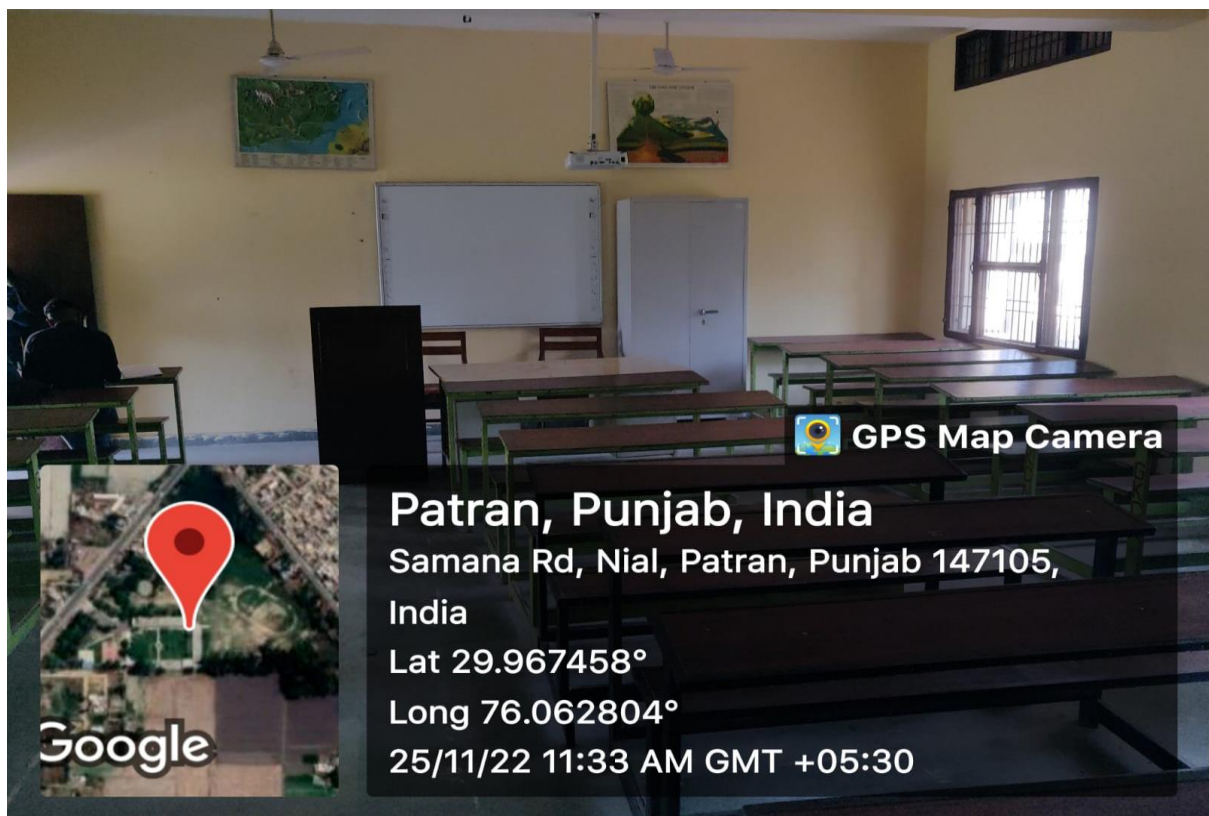 GPS Map Camera
Patran, Punjab, India
Samana Rd, Nial, Patran, Punjab 147105,
India
Lat 29.967458°
Long 76.062804°
25/11/22 11:33 AM GMT +05:30
Google